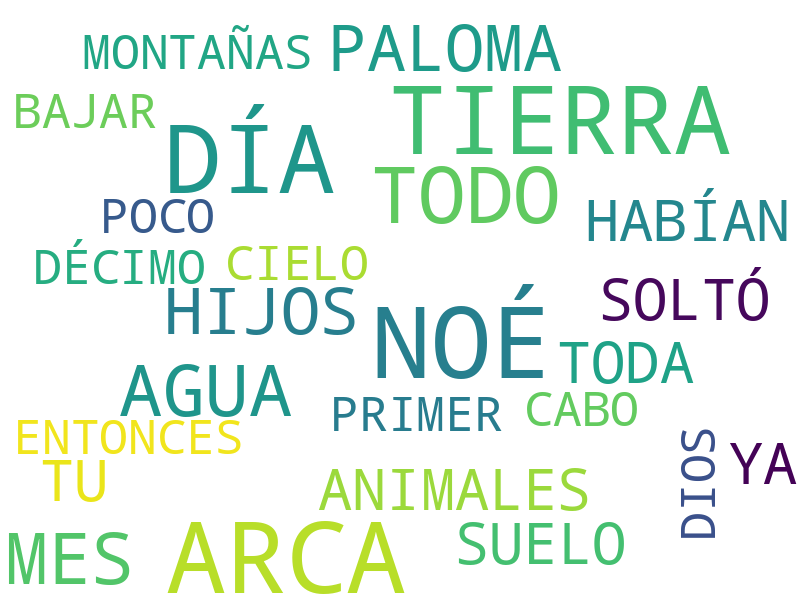 MONTAÑAS
PALOMA
BAJAR
TIERRA
DÍA
TODO
POCO
HABÍAN
DÉCIMO
CIELO
SOLTÓ
HIJOS
NOÉ
TODA
AGUA
PRIMER
CABO
ENTONCES
DIOS
YA
TU
ANIMALES
MES
ARCA
SUELO